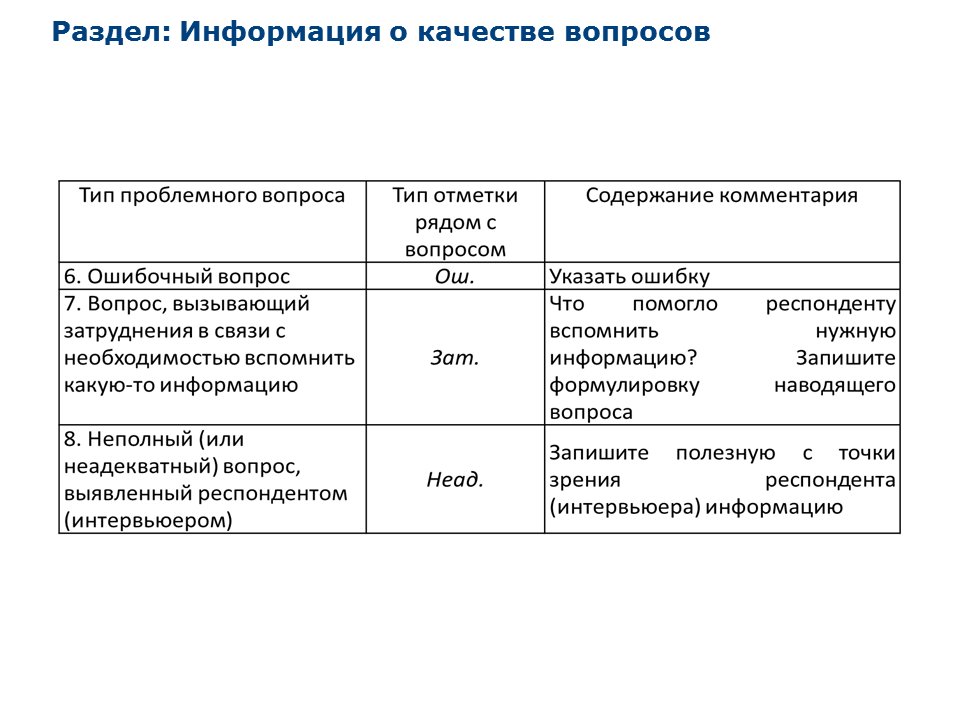 Раздел: Информация о качестве вопросов
Тип проблемного вопроса
Тип отметки
рядом с
вопросом
Содержание комментария
6. Ошибочный вопрос
Ош.
Указать ошибку
7. Вопрос, вызывающий
затруднения в связи с
необходимостью вспомнить
какую-то информацию
Зат.
Что помогло респонденту
вспомнить нужную
информацию? Запишите
формулировку наводящего
вопроса
8. Неполный (или
неадекватный) вопрос,
выявленный респондентом
(интервьюером)
Неад.
Запишите полезную с точки
зрения респондента
(интервьюера) информацию